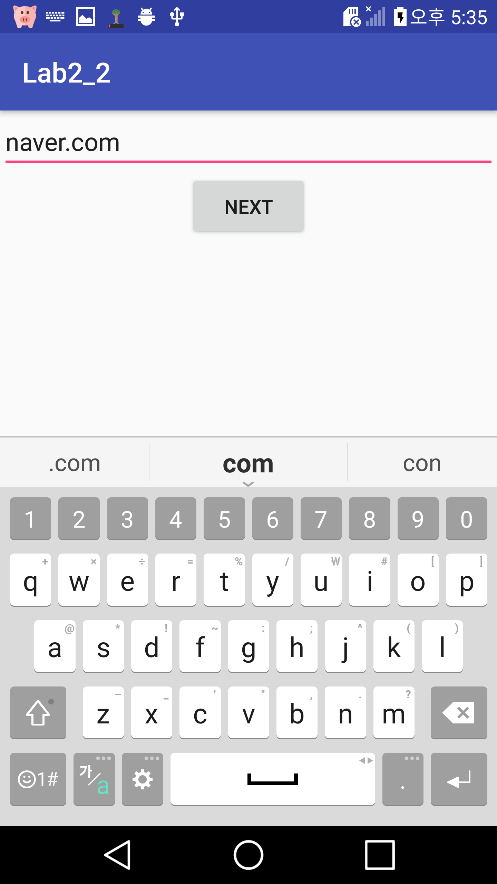 오후 5:35
Lab2_2
naver.com
NEXT
.com com con
1 2 3 4 5 6 7 8 9 0
+ × ÷ = % / ₩ # [ ]
q w e r t y u i o p
@ * ! ~ : ; ^ ( )
a s d f g h j k l
– _ ' " , . ?
z x c v b n m
1# 가/a .